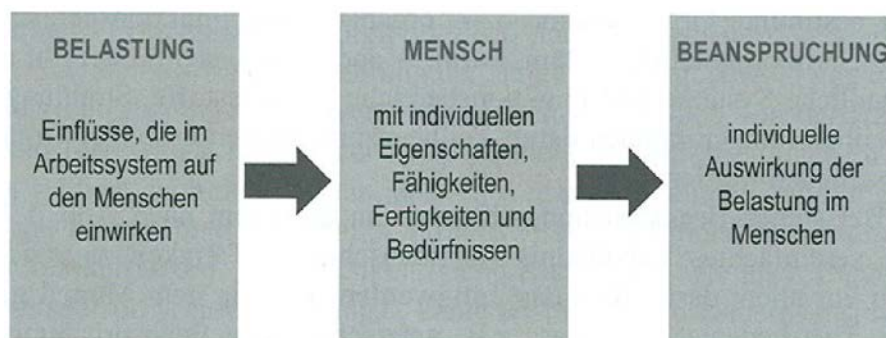 BELASTUNG
Einflüsse, die im
Arbeitssystem auf
den Menschen
einwirken
MENSCH
mit individuellen
Eigenschaften,
Fähigkeiten,
Fertigkeiten und
Bedürfnissen
BEANSPRUCHUNG
individuelle
Auswirkung der
Belastung im
Menschen